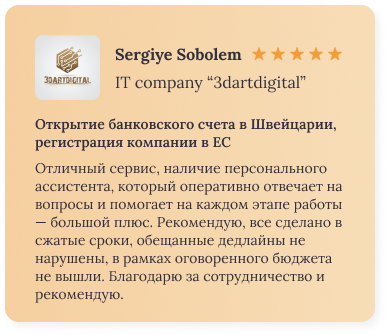 3DARTDIGITAL
Sergiye Sobolem ★★★★★
IT company “3dartdigital”
Открытие банковского счета в Швейцарии,
регистрация компании в ЕС
Отличный сервис, наличие персонального
ассистента, который оперативно отвечает на
вопросы и помогает на каждом этапе работы
— большой плюс. Рекомендую, все сделано в
сжатые сроки, обещанные дедлайны не
нарушены, в рамках оговоренного бюджета
не вышли. Благодарю за сотрудничество и
рекомендую.